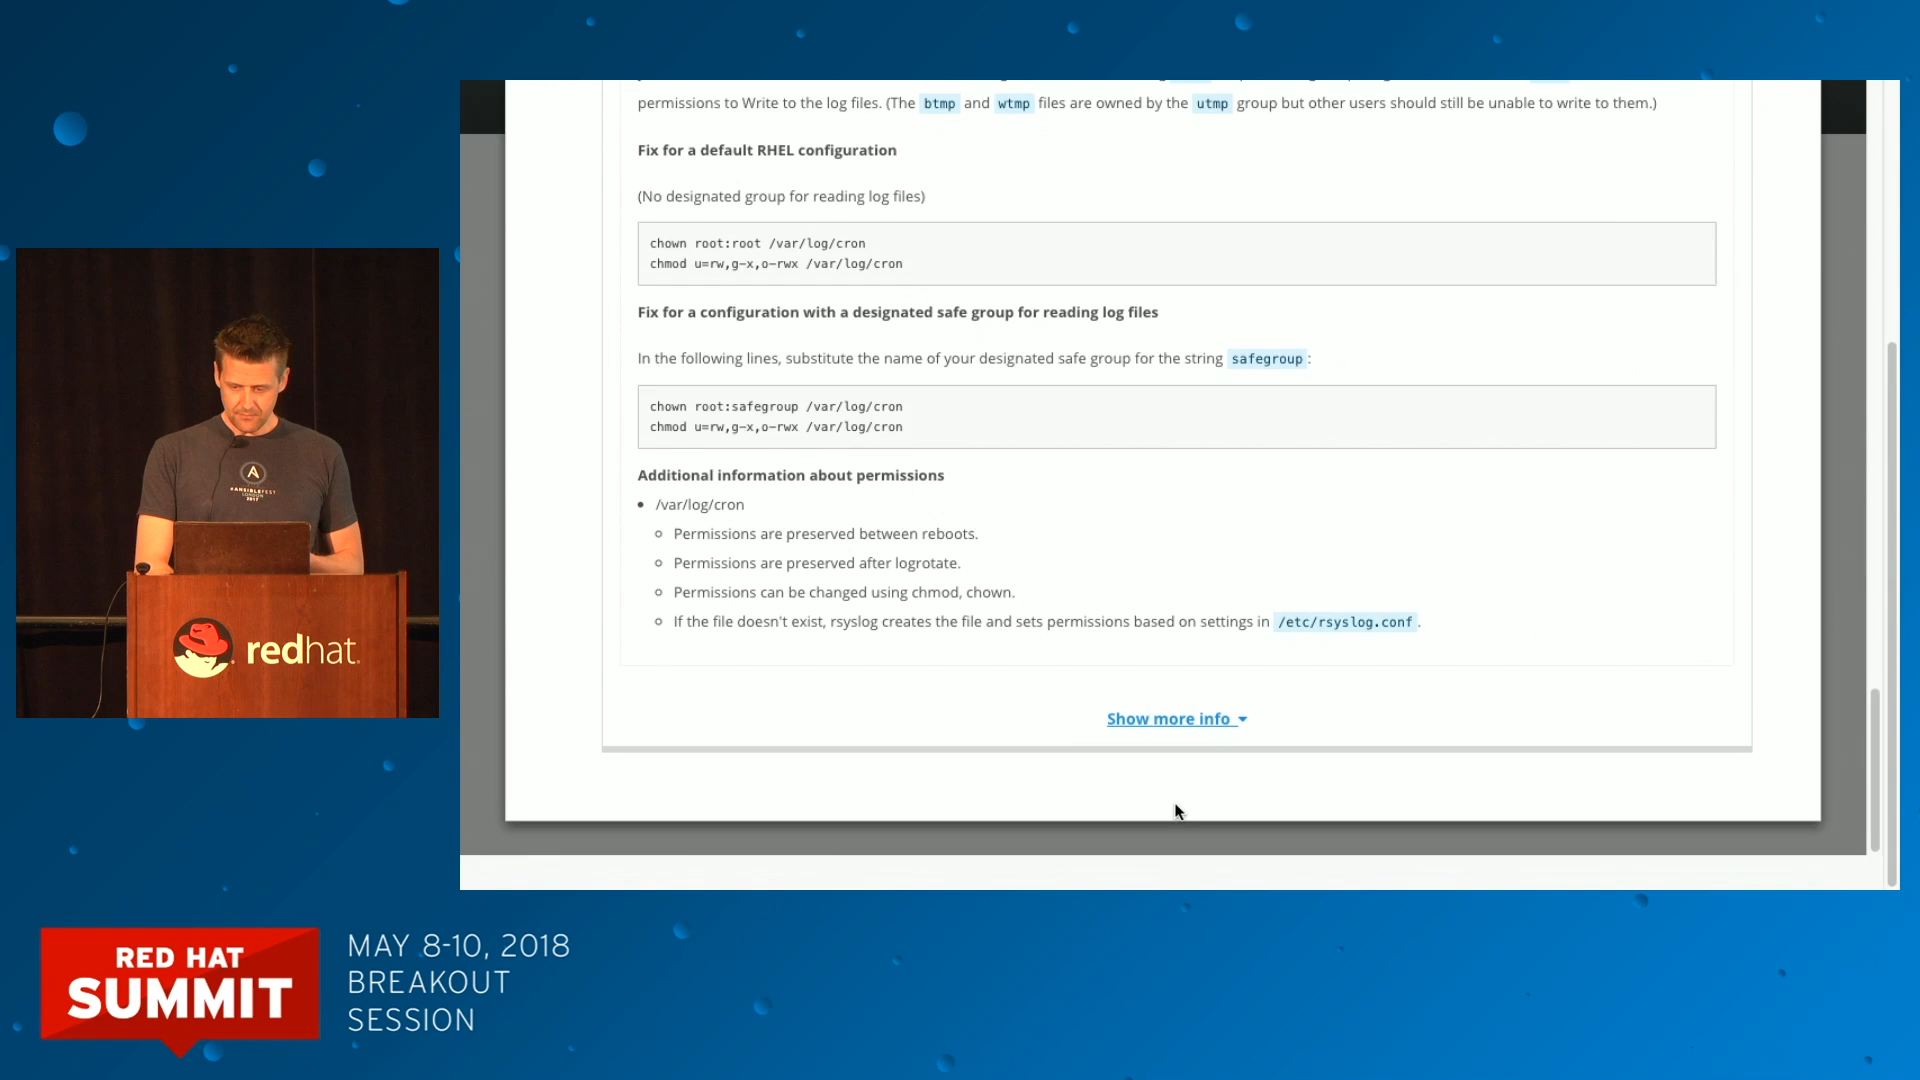 permissions to Write to the log files. (The btmp and wtmp files are owned by the utmp group but other users should still be unable to write to them.)
Fix for a default RHEL configuration
(No designated group for reading log files)
chown root:root /var/log/cron
chmod u=rw,g-x,o-rwx /var/log/cron
Fix for a configuration with a designated safe group for reading log files
In the following lines, substitute the name of your designated safe group for the string safegroup:
chown root:safegroup /var/log/cron
chmod u=rw,g-x,o-rwx /var/log/cron
Additional information about permissions
/var/log/cron
Permissions are preserved between reboots.
Permissions are preserved after logrotate.
Permissions can be changed using chmod, chown.
If the file doesn't exist, rsyslog creates the file and sets permissions based on settings in /etc/rsyslog.conf.
Show more info
A
#ANSIBLEFEST
LONDON
2017
redhat.
RED HAT
SUMMIT
MAY 8-10, 2018
BREAKOUT
SESSION